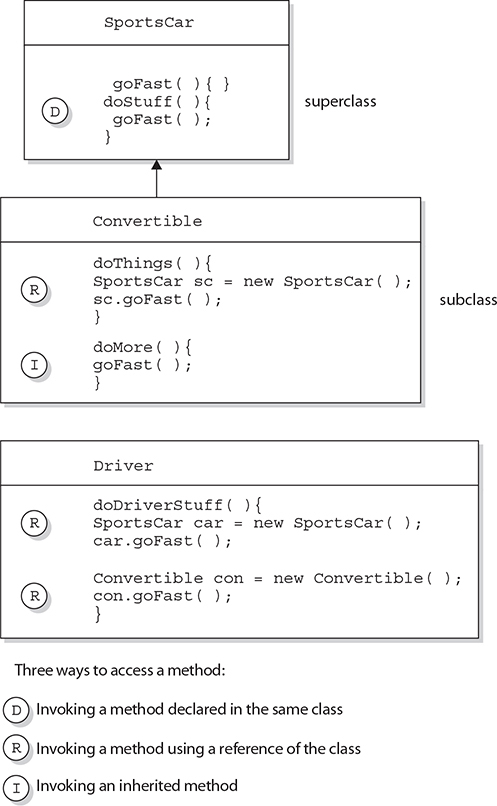 SportsCar
goFast( ){ }
doStuff( ){
D
goFast( );
}
superclass
Convertible
doThings( ){
SportsCar sc = new SportsCar( );
R
sc.goFast( );
}
subclass
doMore( ){
I
goFast( );
}
Driver
doDriverStuff( ){
R
SportsCar car = new SportsCar( );
car.goFast( );
Convertible con = new Convertible( );
R
con.goFast( );
}
Three ways to access a method:
D Invoking a method declared in the same class
R Invoking a method using a reference of the class
I Invoking an inherited method